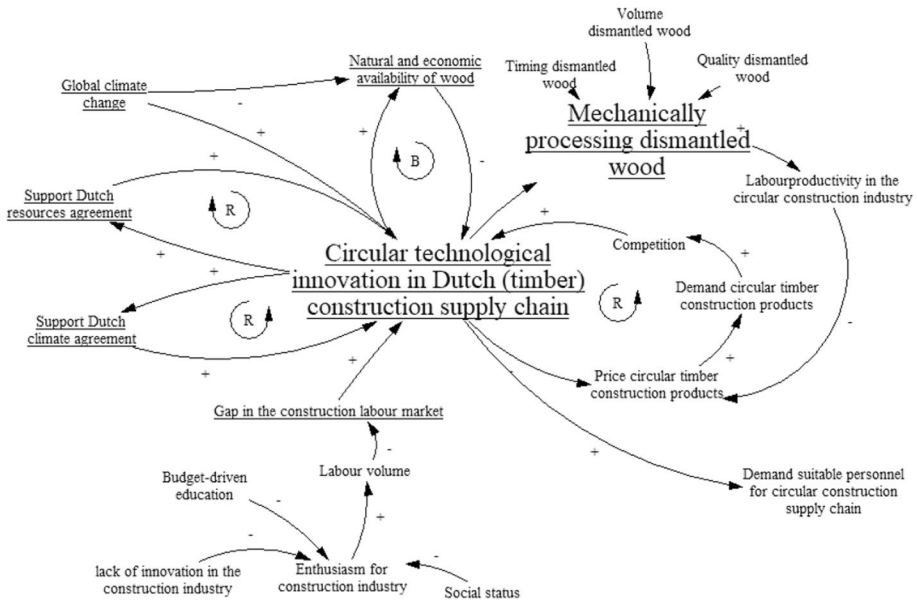 Volume
dismantled wood
Natural and economic
availability of wood
Timing dismantled
wood
Quality dismantled
wood
Global climate
change
-
+
+
B
-
Mechanically
processing dismantled
wood
+
Labourproductivity in the
circular construction industry
+
Support Dutch
resources agreement
R
+
+
Support Dutch
climate agreement
R
+
Circular technological
innovation in Dutch (timber)
construction supply chain
+
Competition
+
R
Demand circular timber
construction products
+
-
-
Price circular timber
construction products
+
Gap in the construction labour market
-
Labour volume
+
Demand suitable personnel
for circular construction
supply chain
Budget-driven
education
-
+
-
lack of innovation in the
construction industry
Enthusiasm for
construction industry
-
Social status